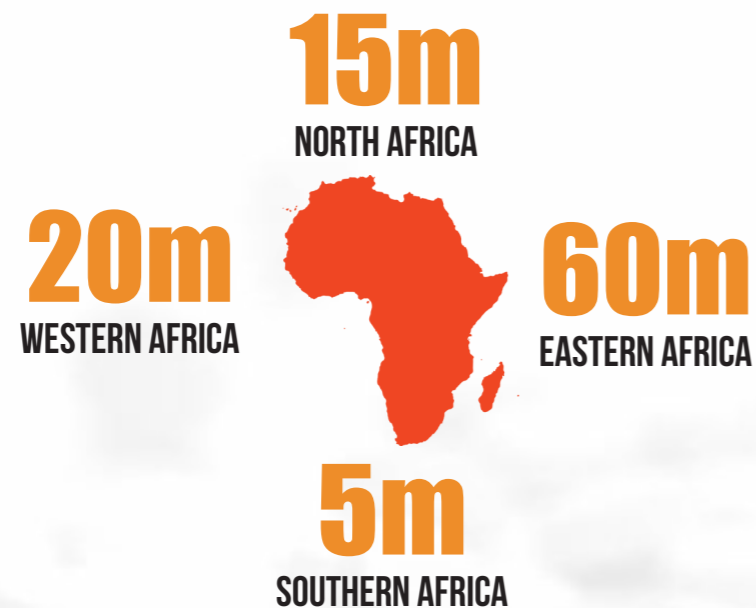 15m
NORTH AFRICA
20m
WESTERN AFRICA
60m
EASTERN AFRICA
5m
SOUTHERN AFRICA